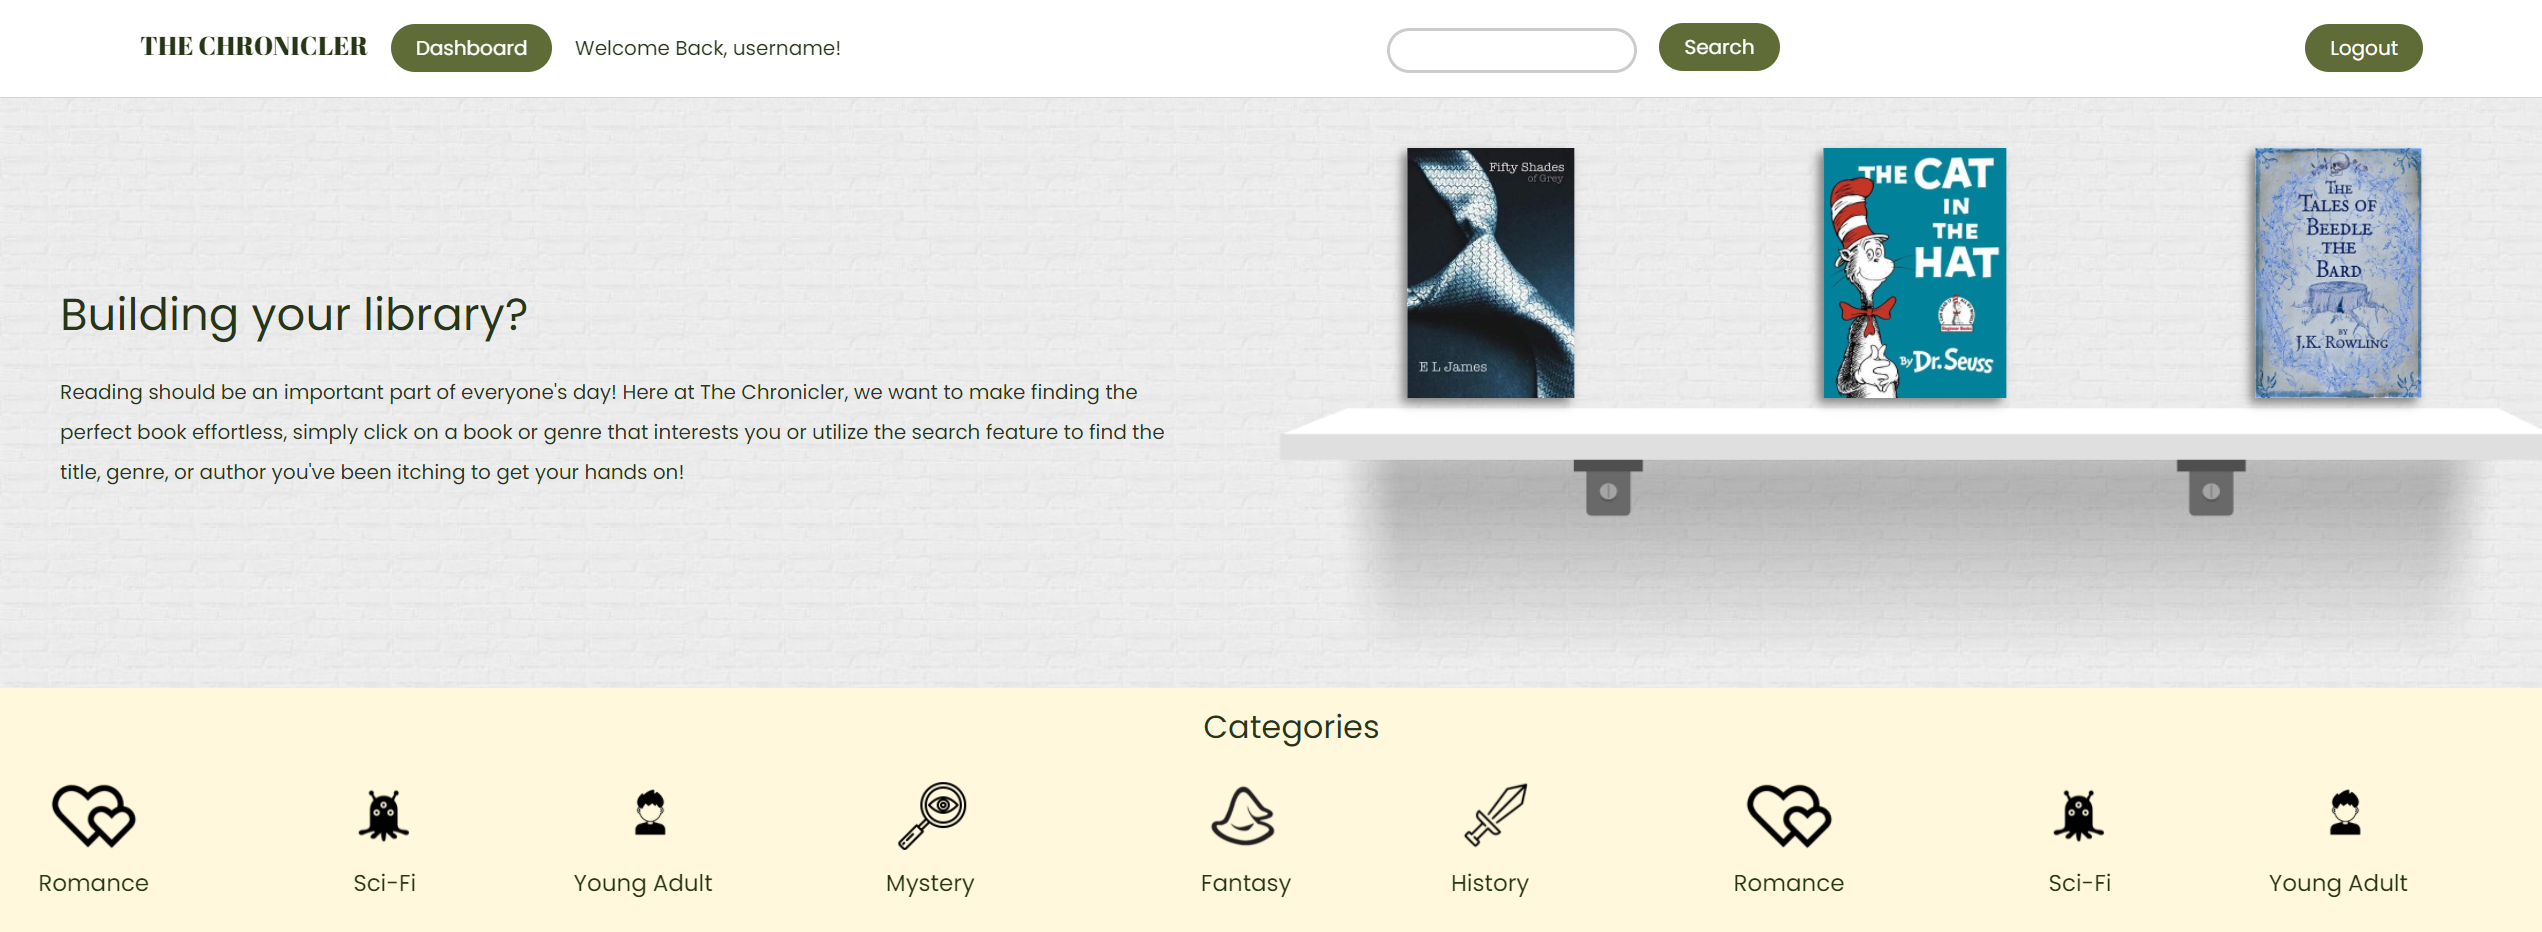 THE CHRONICLER
Dashboard
Welcome Back, username!
Search
Logout
Building your library?
Reading should be an important part of everyone's day! Here at The Chronicler, we want to make finding the
perfect book effortless, simply click on a book or genre that interests you or utilize the search feature to find the
title, genre, or author you've been itching to get your hands on!
Fifty Shades
of Grey
E L James
THE CAT
IN
THE
HAT
Beginner Books
By Dr. Seuss
THE
TALES OF
BEEDLE
THE
BARD
BY
J.K. ROWLING
Categories
Romance
Sci-Fi
Young Adult
Mystery
Fantasy
History
Romance
Sci-Fi
Young Adult